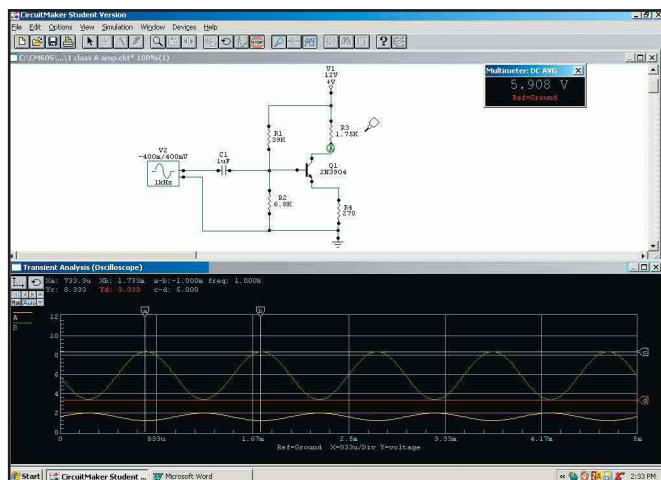 CircuitMaker Student Version
File Edit Options View Simulation Window Devices Help
C:\CM60S\...\1 class A amp.ckt* 100%(1)
Multimeter: DC AVG
5.908 V
Ref=Ground
V1
12V
+V
R1
39K
R3
1.75K
A
V2
-400m/400mV
1kHz
C1
1uF
Q1
2N3904
R2
6.8K
R4
270
Transient Analysis (Oscilloscope)
Xa: 733.3u Xb: 1.733m a-b:-1.000m freq: 1.000k
Yc: 8.333 Yd: 3.333 c-d: 5.000
Man Auto
A
B
a
b
c
d
12
10
8
6
4
2
0
0 833u 1.67m 2.5m 3.33m 4.17m 5m
Ref=Ground X=833u/Div Y=voltage
Start CircuitMaker Student ... Microsoft Word 2:33 PM